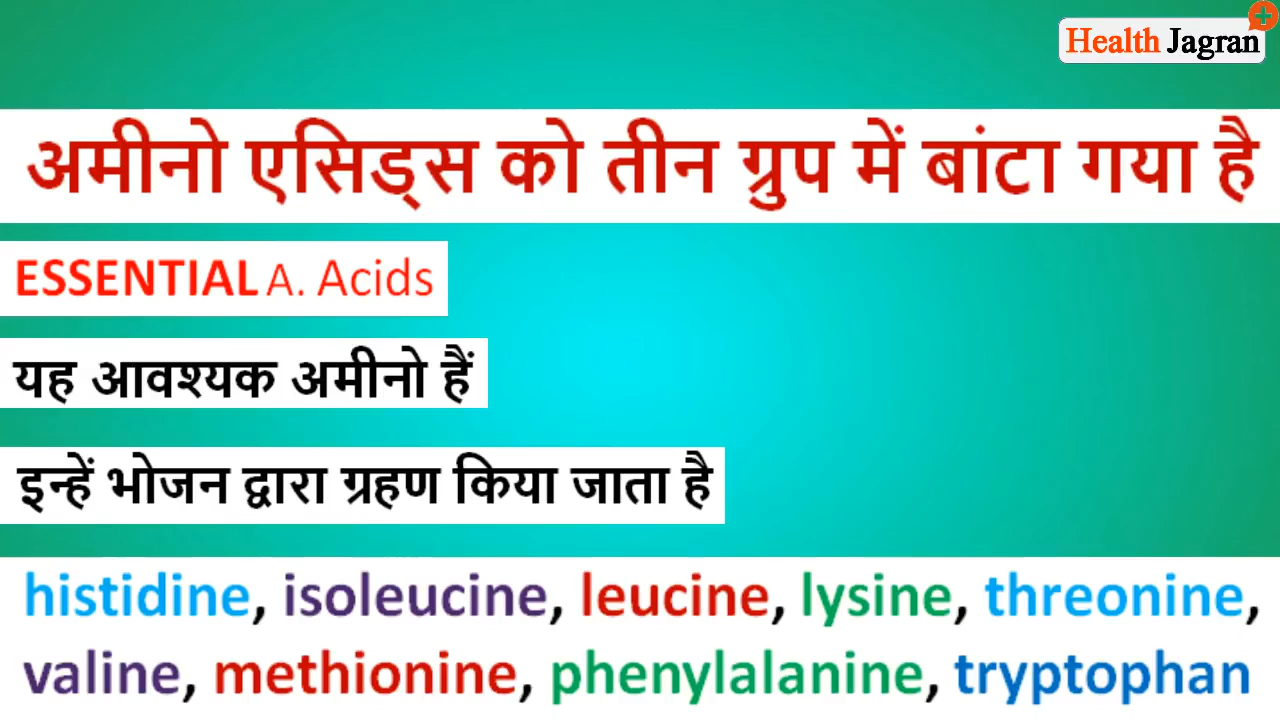 Health Jagran
अमीनो एसिड्स को तीन ग्रुप में बांटा गया है
ESSENTIAL A. Acids
यह आवश्यक अमीनो हैं
इन्हें भोजन द्वारा ग्रहण किया जाता है
histidine, isoleucine, leucine, lysine, threonine,
valine, methionine, phenylalanine, tryptophan